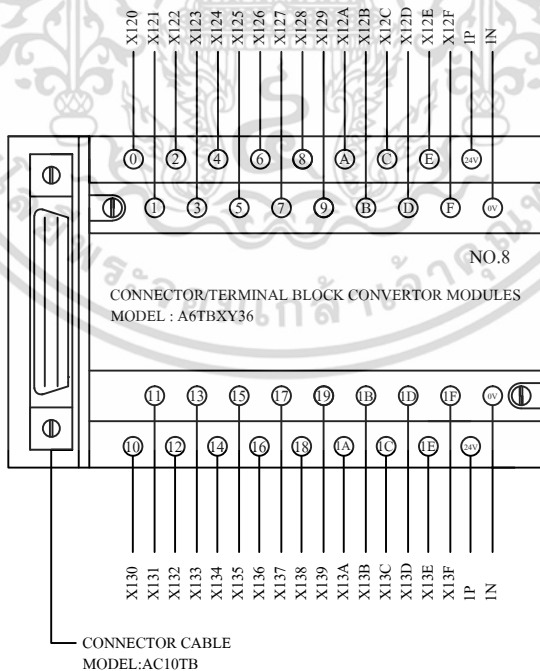 X120 X121 X122 X123 X124 X125 X126 X127 X128 X129 X12A X12B X12C X12D X12E X12F 1P 1N
0 2 4 6 8 A C E 24V
1 3 5 7 9 B D F 0V
NO.8
CONNECTOR/TERMINAL BLOCK CONVERTOR MODULES
MODEL : A6TBXY36
11 13 15 17 19 1B 1D 1F 0V
10 12 14 16 18 1A 1C 1E 24V
X130 X131 X132 X133 X134 X135 X136 X137 X138 X139 X13A X13B X13C X13D X13E X13F 1P 1N
CONNECTOR CABLE
MODEL:AC10TB